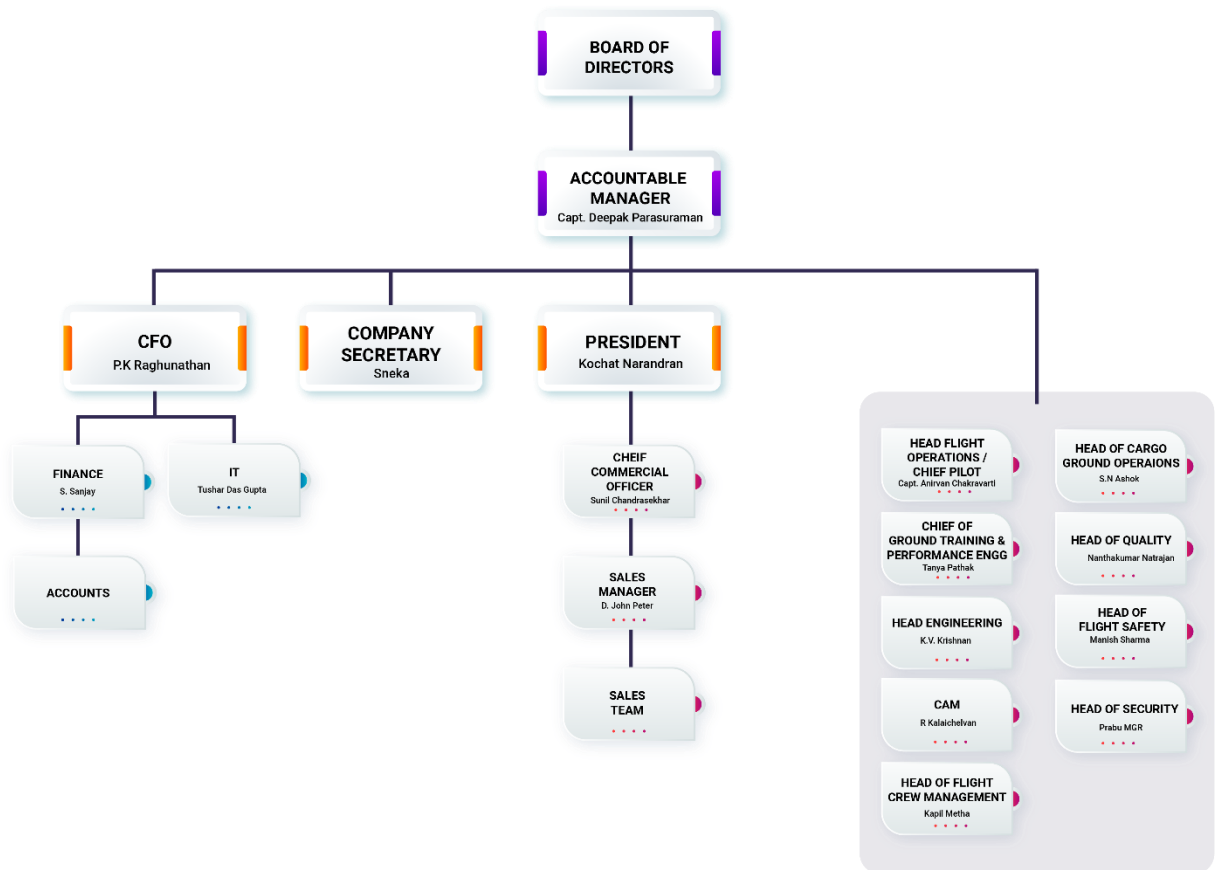 BOARD OF
DIRECTORS
ACCOUNTABLE
MANAGER
Capt. Deepak Parasuraman
CFO
P.K Raghunathan
COMPANY
SECRETARY
Sneka
PRESIDENT
Kochat Narandran
FINANCE
S. Sanjay
IT
Tushar Das Gupta
ACCOUNTS
CHEIF
COMMERCIAL
OFFICER
Sunil Chandrasekhar
SALES
MANAGER
D. John Peter
SALES
TEAM
HEAD FLIGHT
OPERATIONS /
CHIEF PILOT
Capt. Anirvan Chakravarti
CHIEF OF
GROUND TRAINING &
PERFORMANCE ENGG
Tanya Pathak
HEAD ENGINEERING
K.V. Krishnan
CAM
R Kalaichelvan
HEAD OF FLIGHT
CREW MANAGEMENT
Kapil Metha
HEAD OF CARGO
GROUND OPERAIONS
S.N Ashok
HEAD OF QUALITY
Nanthakumar Natrajan
HEAD OF
FLIGHT SAFETY
Manish Sharma
HEAD OF SECURITY
Prabu MGR